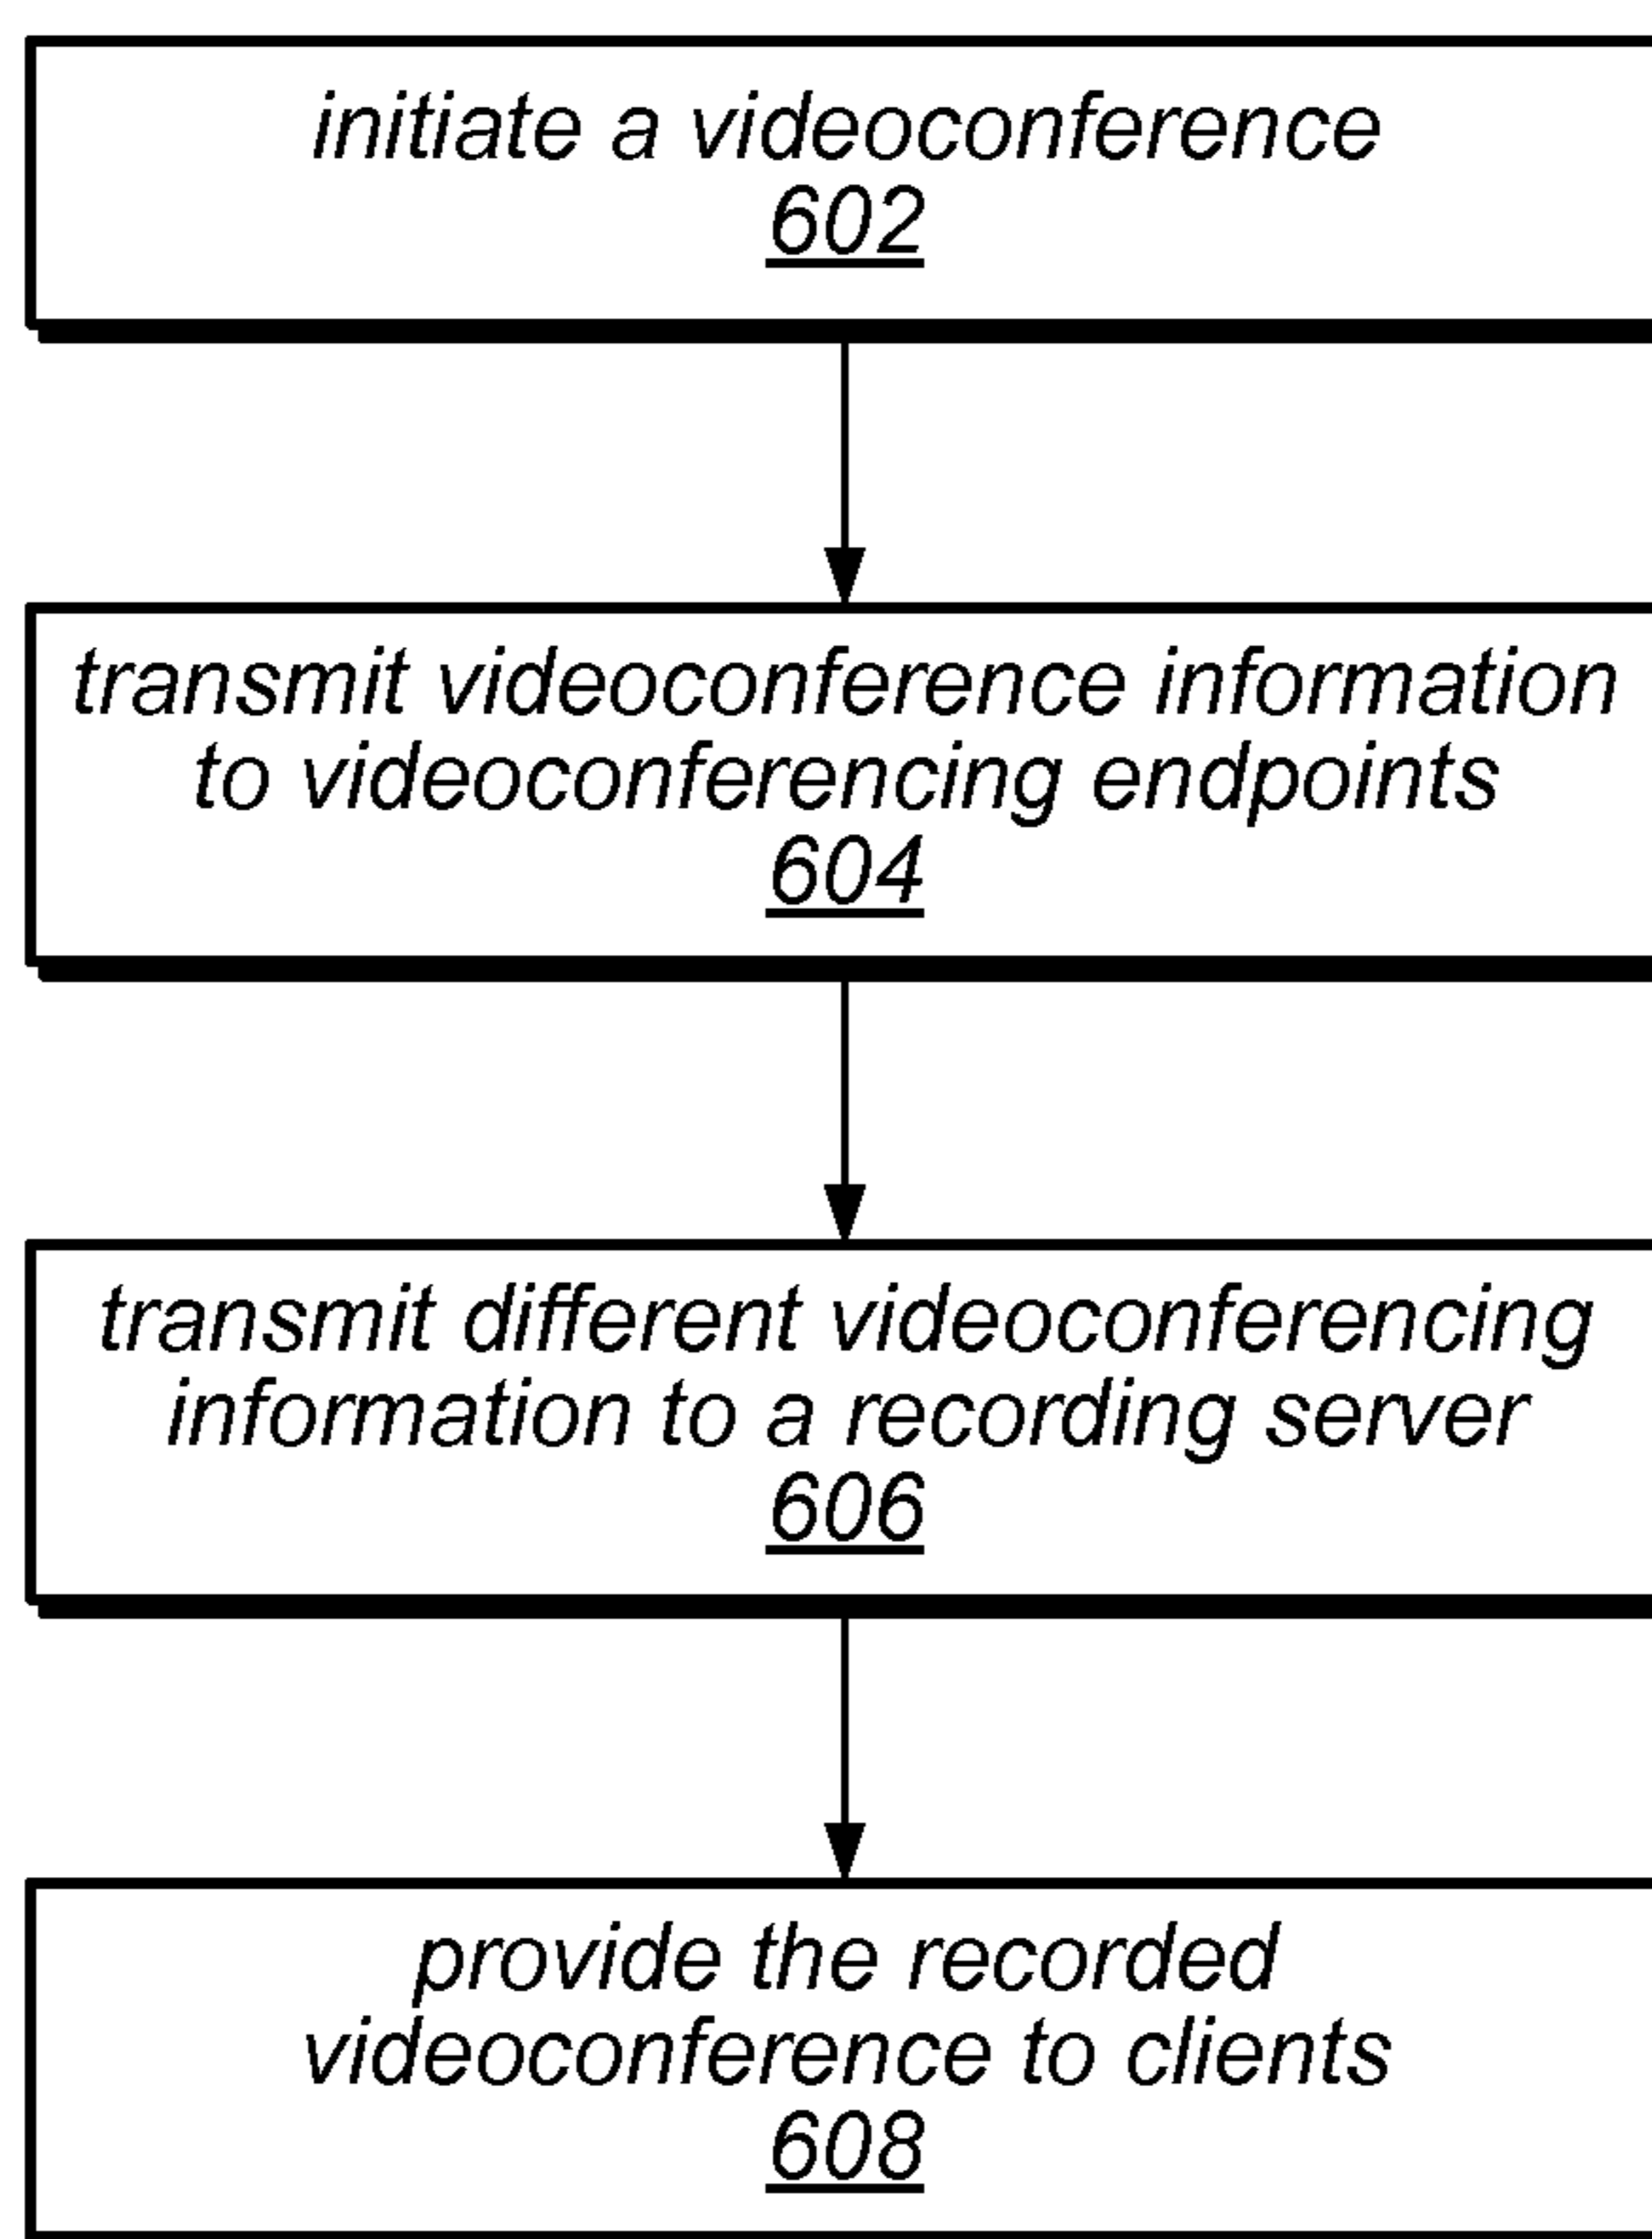 initiate a videoconference
602
transmit videoconference information
to videoconferencing endpoints
604
transmit different videoconferencing
information to a recording server
606
provide the recorded
videoconference to clients
608